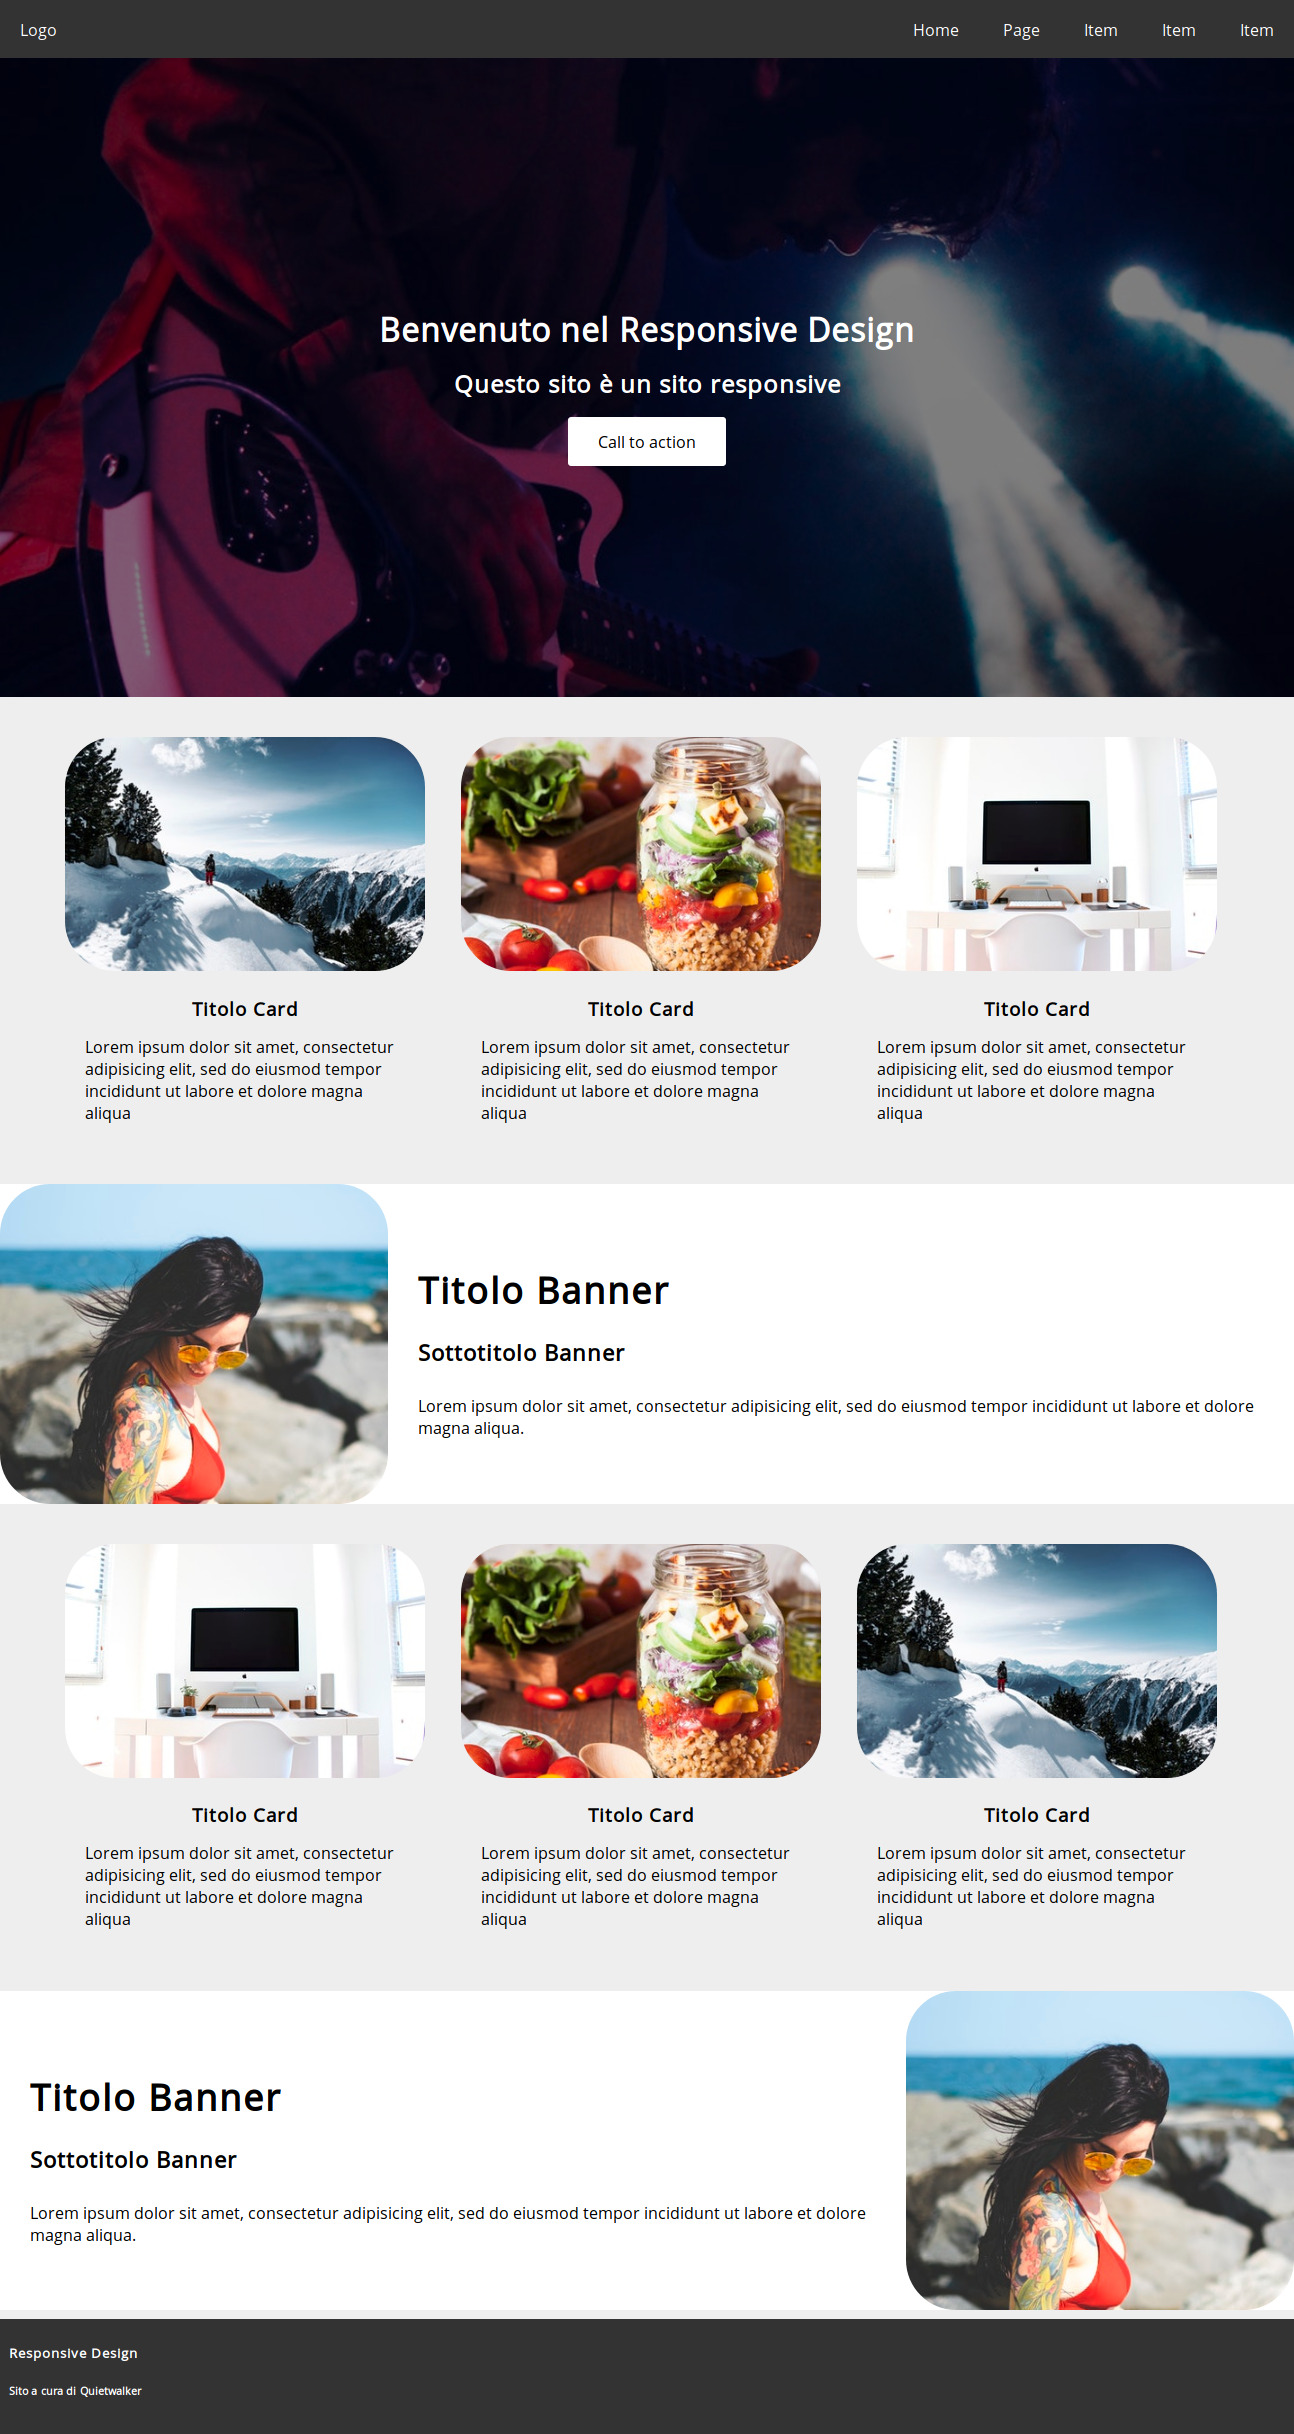 Logo
Home Page Item Item Item
Benvenuto nel Responsive Design
Questo sito è un sito responsive
Call to action
Titolo Card
Lorem ipsum dolor sit amet, consectetur
adipisicing elit, sed do eiusmod tempor
incididunt ut labore et dolore magna
aliqua
Titolo Card
Lorem ipsum dolor sit amet, consectetur
adipisicing elit, sed do eiusmod tempor
incididunt ut labore et dolore magna
aliqua
Titolo Card
Lorem ipsum dolor sit amet, consectetur
adipisicing elit, sed do eiusmod tempor
incididunt ut labore et dolore magna
aliqua
Titolo Banner
Sottotitolo Banner
Lorem ipsum dolor sit amet, consectetur adipisicing elit, sed do eiusmod tempor incididunt ut labore et dolore
magna aliqua.
Titolo Card
Lorem ipsum dolor sit amet, consectetur
adipisicing elit, sed do eiusmod tempor
incididunt ut labore et dolore magna
aliqua
Titolo Card
Lorem ipsum dolor sit amet, consectetur
adipisicing elit, sed do eiusmod tempor
incididunt ut labore et dolore magna
aliqua
Titolo Card
Lorem ipsum dolor sit amet, consectetur
adipisicing elit, sed do eiusmod tempor
incididunt ut labore et dolore magna
aliqua
Titolo Banner
Sottotitolo Banner
Lorem ipsum dolor sit amet, consectetur adipisicing elit, sed do eiusmod tempor incididunt ut labore et dolore
magna aliqua.
Responsive Design
Sito a cura di Quietwalker